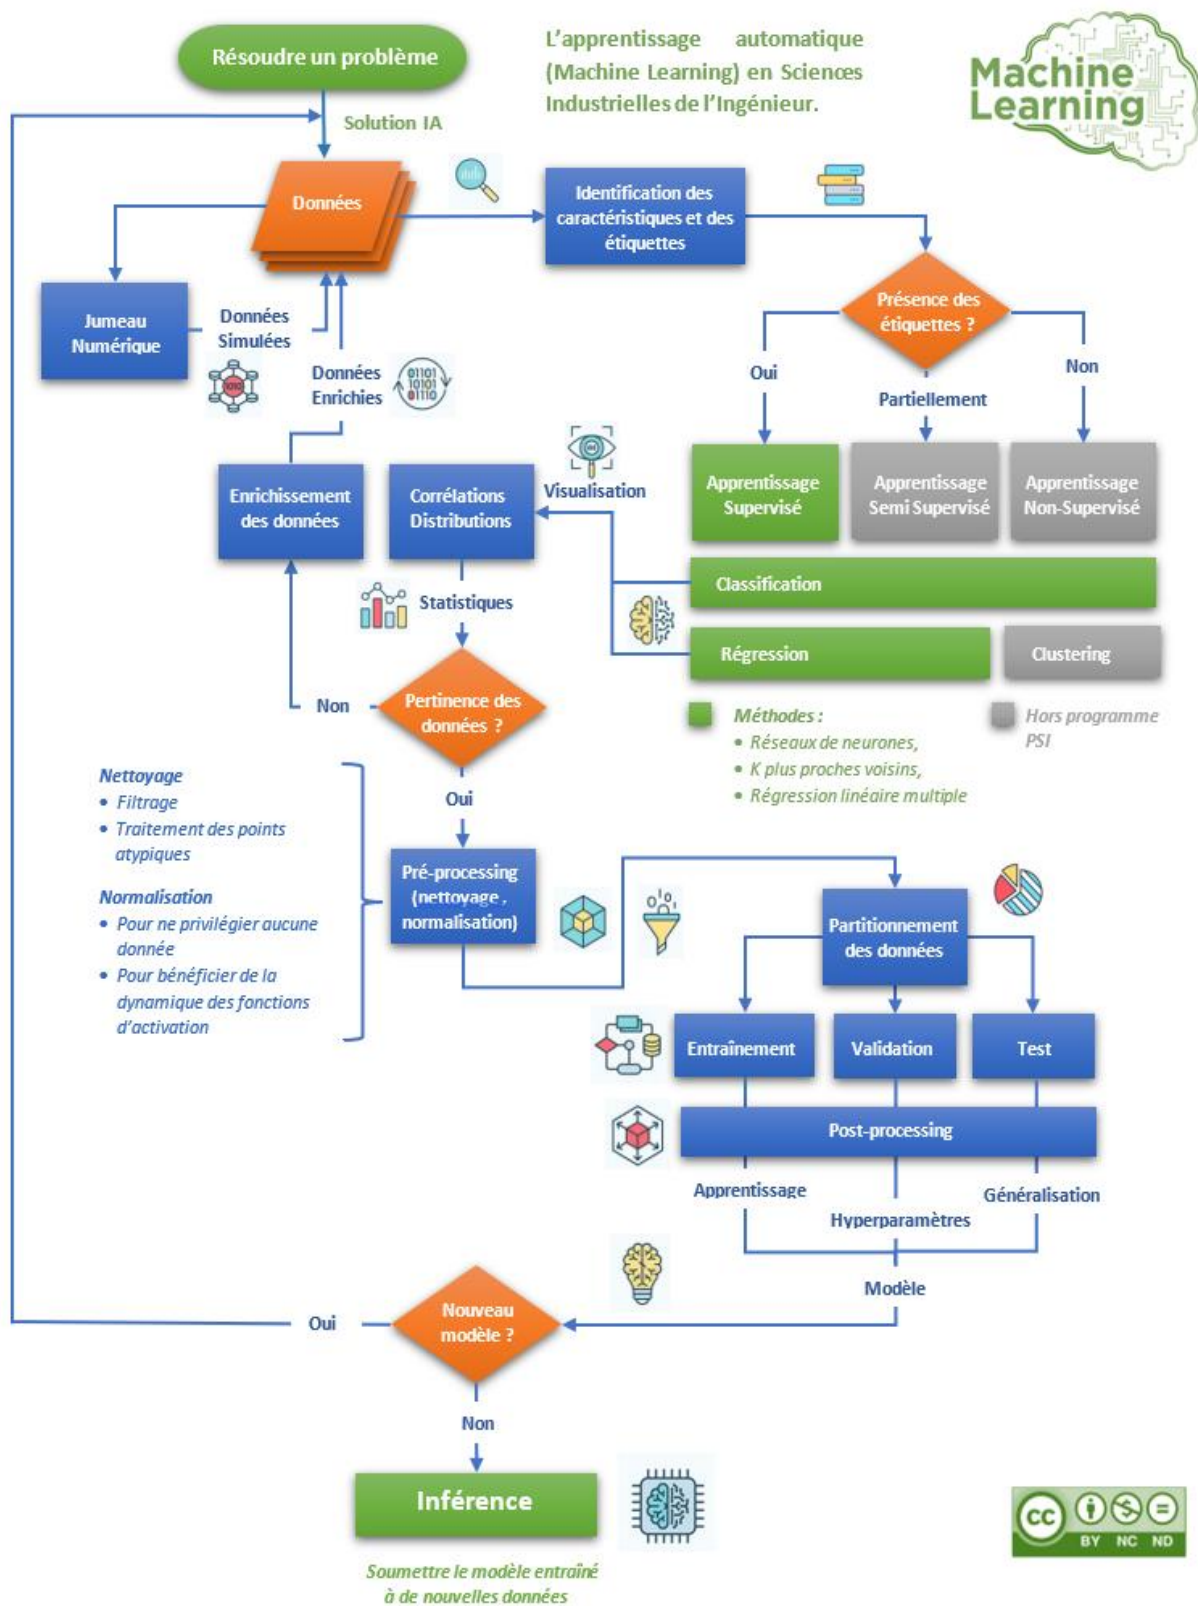 Résoudre un problème
L'apprentissage automatique
(Machine Learning) en Sciences
Industrielles de l'Ingénieur.
Machine
Learning
Solution IA
Données
Identification des
caractéristiques et des
étiquettes
Jumeau
Numérique
Données
Simulées
Données
Enrichies
01101
10101
01110
1010
Présence des
étiquettes ?
Oui
Partiellement
Non
Enrichissement
des données
Corrélations
Distributions
Visualisation
Apprentissage
Supervisé
Apprentissage
Semi Supervisé
Apprentissage
Non-Supervisé
Classification
Statistiques
Régression
Clustering
Non
Pertinence des
données ?
Méthodes :
• Réseaux de neurones,
• K plus proches voisins,
• Régression linéaire multiple
Hors programme
PSI
Nettoyage
• Filtrage
• Traitement des points
atypiques
Normalisation
• Pour ne privilégier aucune
donnée
• Pour bénéficier de la
dynamique des fonctions
d'activation
Oui
Pré-processing
(nettoyage ,
normalisation)
Partitionnement
des données
Entraînement
Validation
Test
Post-processing
Apprentissage
Hyperparamètres
Généralisation
Modèle
Nouveau
modèle ?
Oui
Non
Inférence
Soumettre le modèle entraîné
à de nouvelles données
cc
BY NC ND